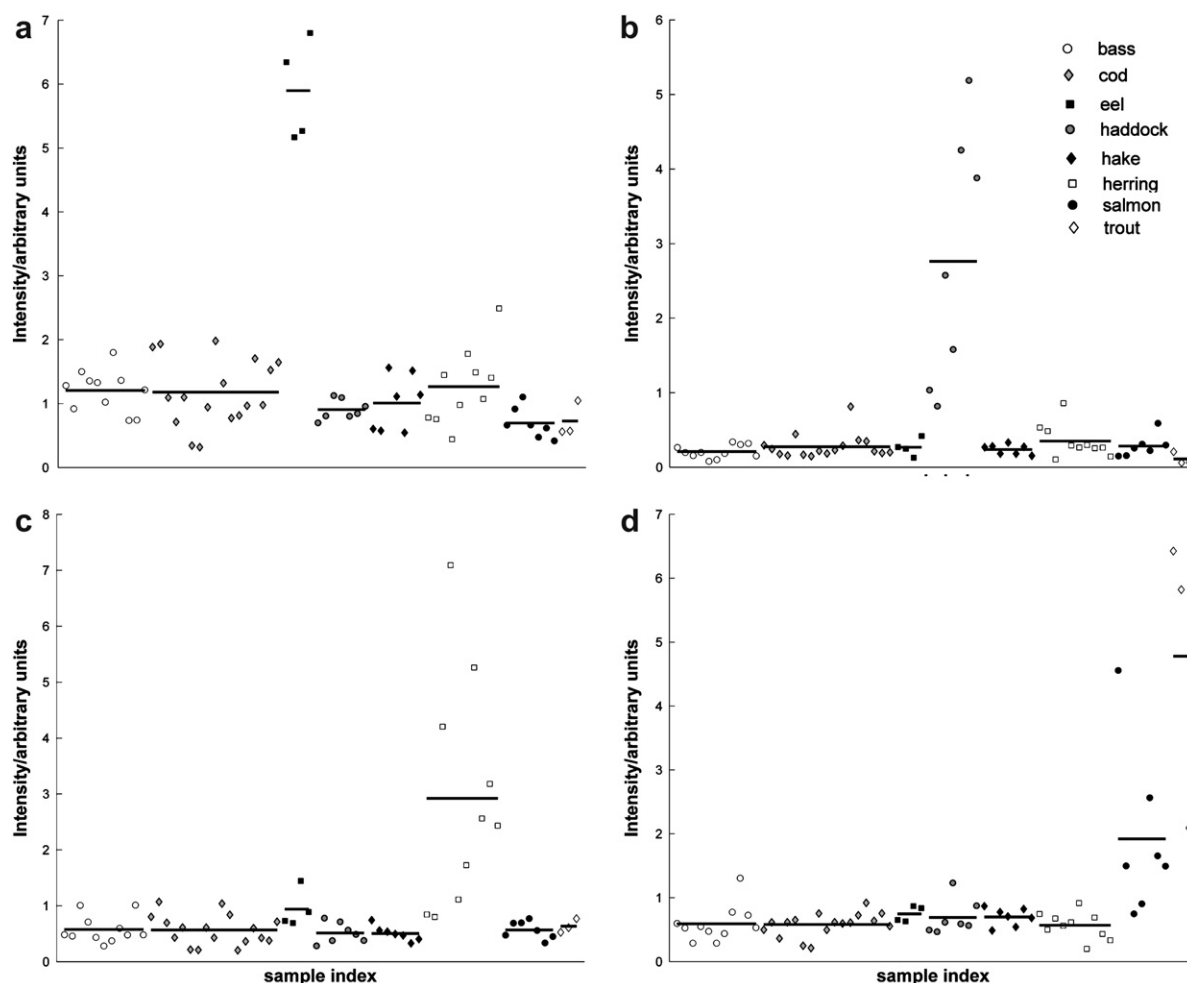 a
7
6
5
4
3
2
1
0
Intensity/arbitrary units
b
6
5
4
3
2
1
0
Intensity/arbitrary units
bass
cod
eel
haddock
hake
herring
salmon
trout
c
8
7
6
5
4
3
2
1
0
Intensity/arbitrary units
sample index
d
7
6
5
4
3
2
1
0
Intensity/arbitrary units
sample index